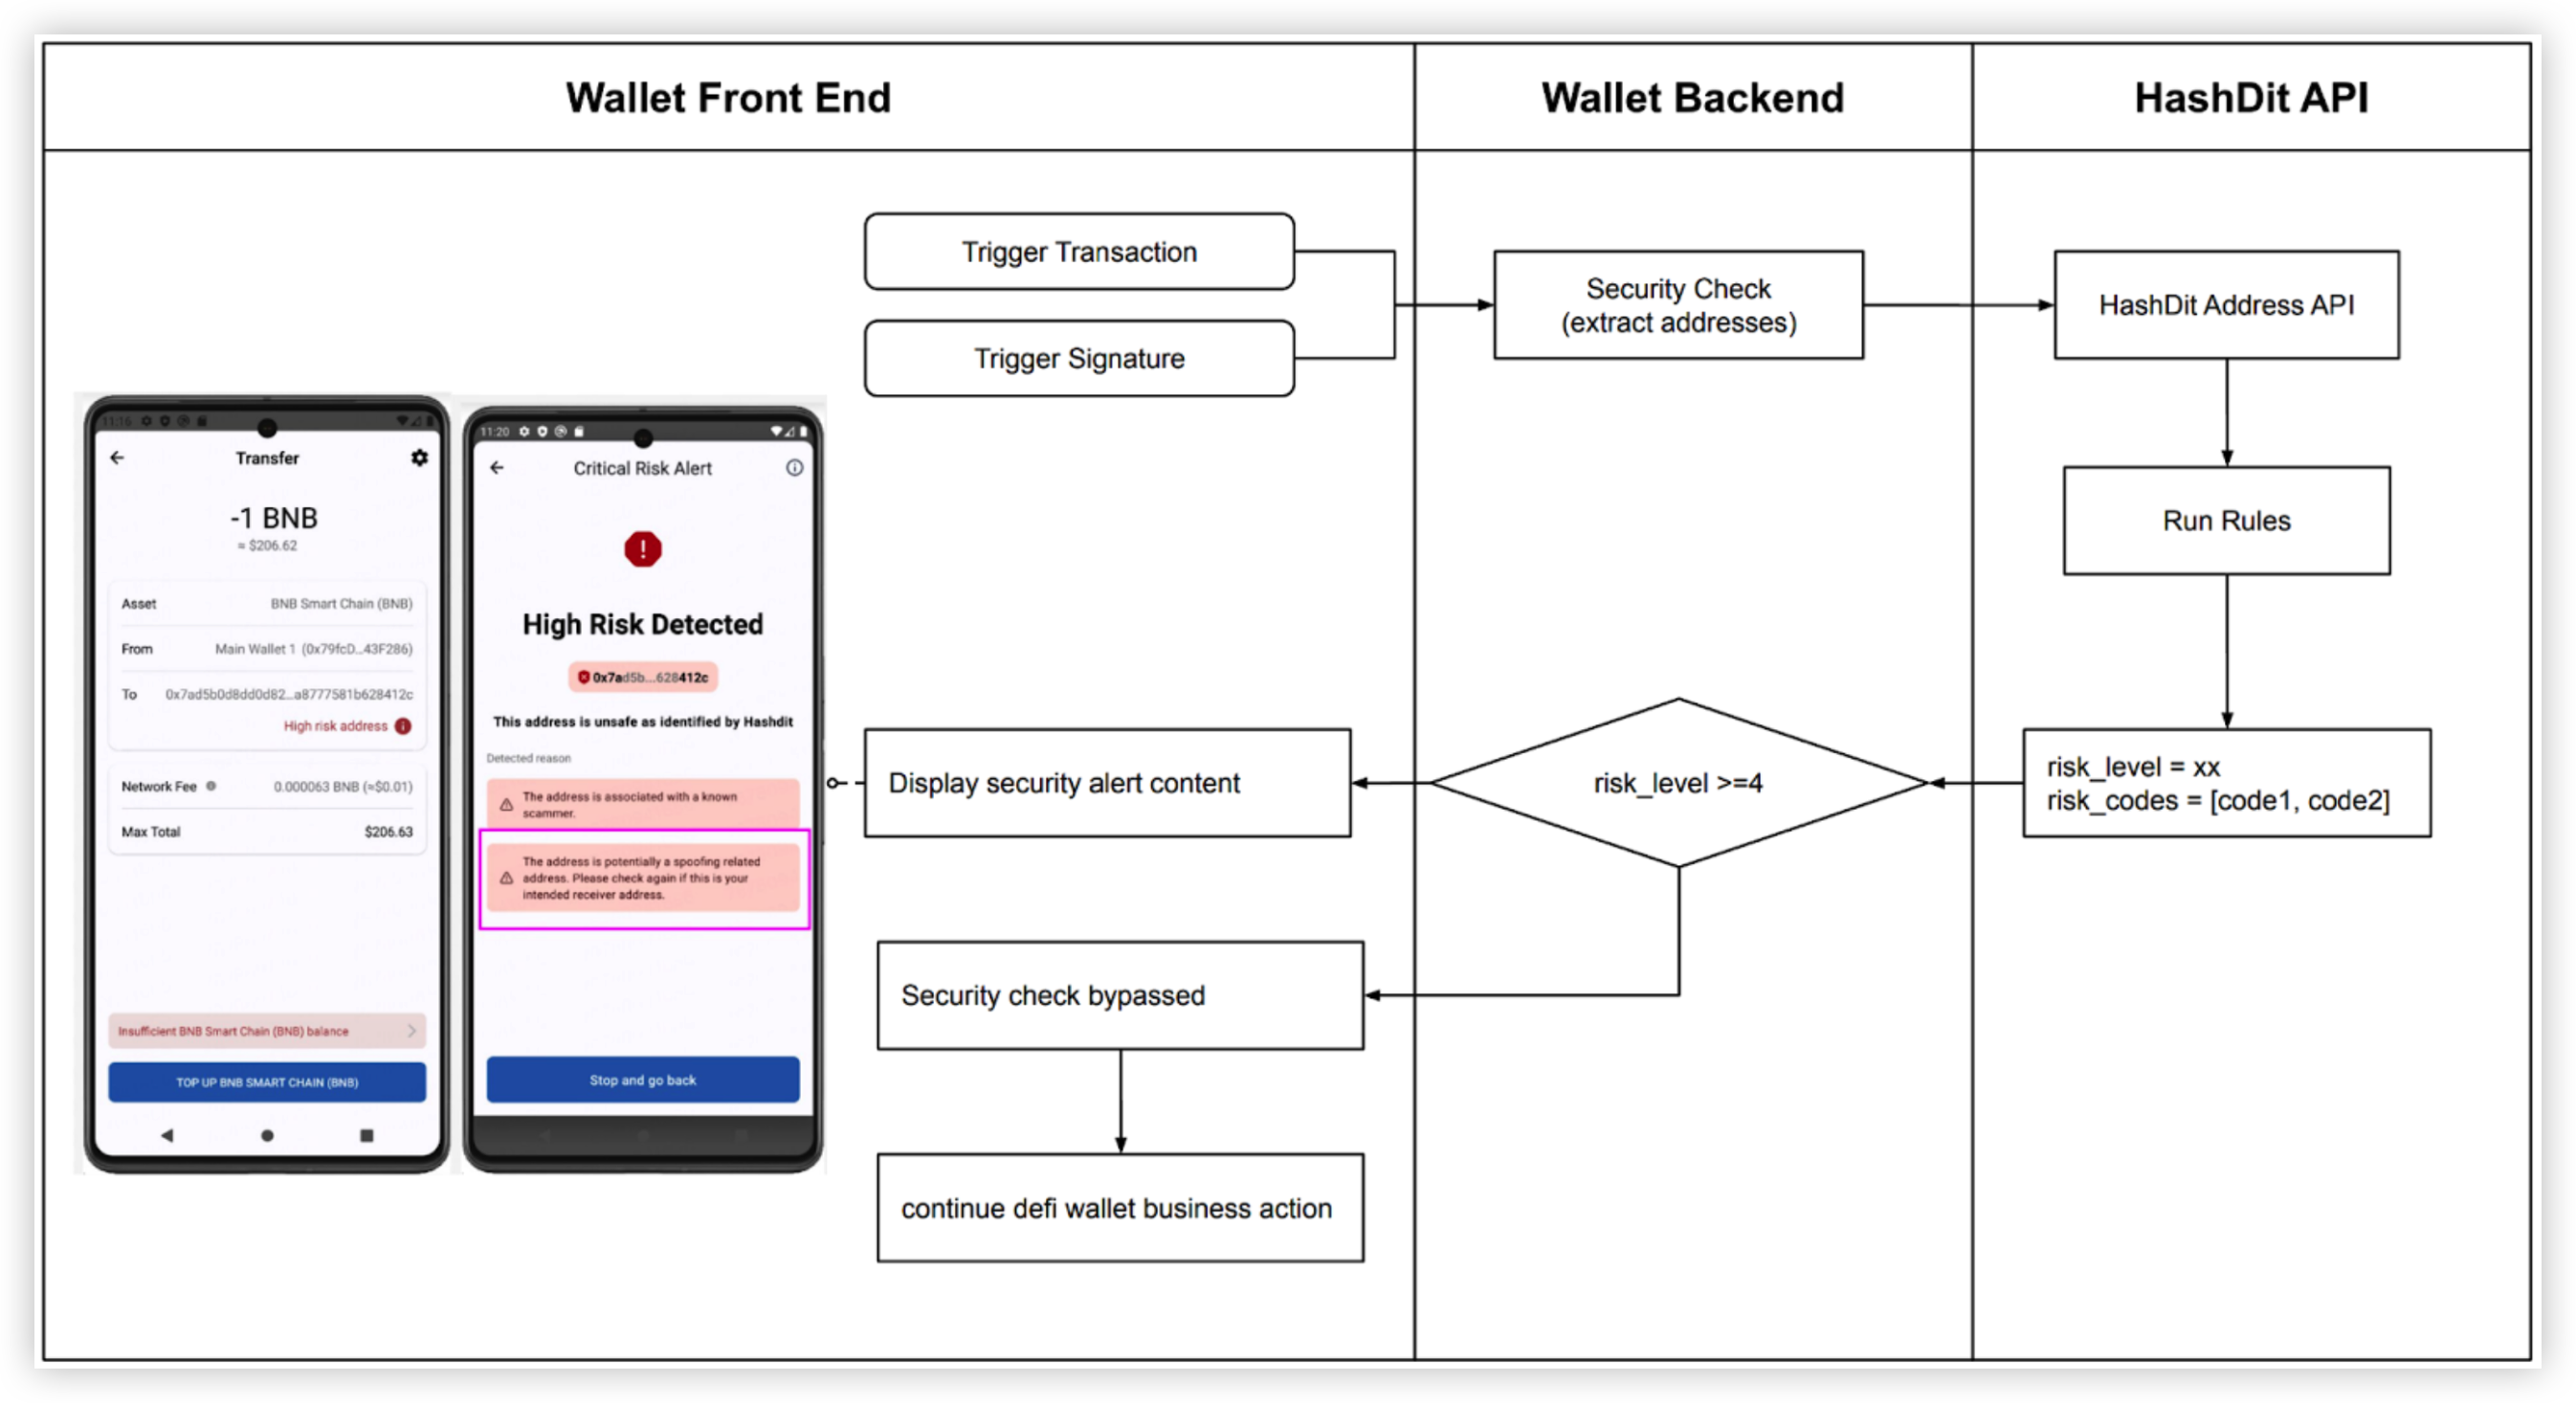 Wallet Front End
Wallet Backend
HashDit API
Trigger Transaction
Trigger Signature
Security Check
(extract addresses)
HashDit Address API
Run Rules
risk_level = xx
risk_codes = [code1, code2]
risk_level >=4
Display security alert content
Security check bypassed
continue defi wallet business action
11:16
Transfer
-1 BNB
≈ $206.62
Asset
BNB Smart Chain (BNB)
From
Main Wallet 1 (0x79fcD...43F286)
To
0x7ad5b0d8dd0d82...a8777581b628412c
High risk address
Network Fee
0.000063 BNB (≈$0.01)
Max Total
$206.63
Insufficient BNB Smart Chain (BNB) balance
TOP UP BNB SMART CHAIN (BNB)
11:20
Critical Risk Alert
High Risk Detected
0x7ad5b...628412c
This address is unsafe as identified by Hashdit
Detected reason
The address is associated with a known
scammer.
The address is potentially a spoofing related
address. Please check again if this is your
intended receiver address.
Stop and go back